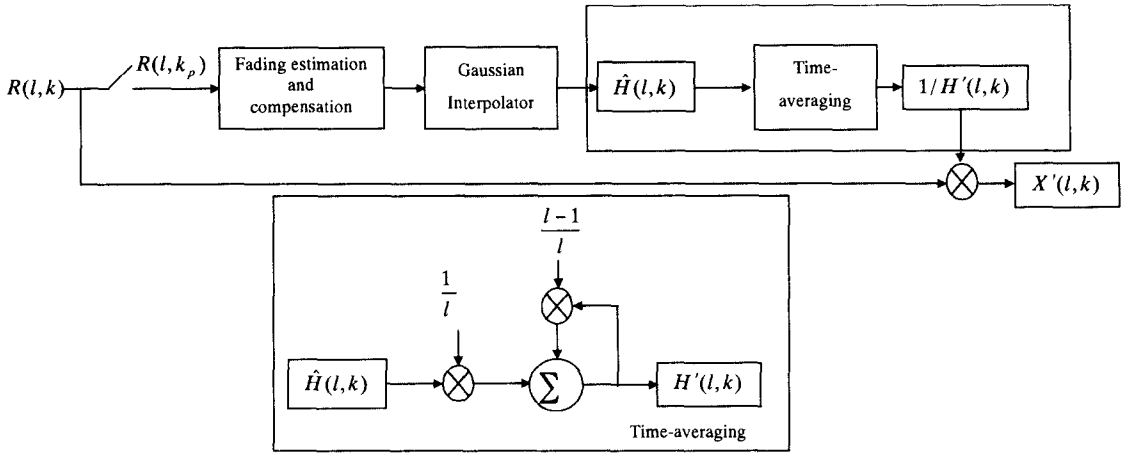 R(l,k)
R(l,k_p)
Fading estimation
and
compensation
Gaussian
Interpolator
Ĥ(l,k)
Time-
averaging
1/H'(l,k)
X'(l,k)
l-1
l
1
l
Ĥ(l,k)
Σ
H'(l,k)
Time-averaging